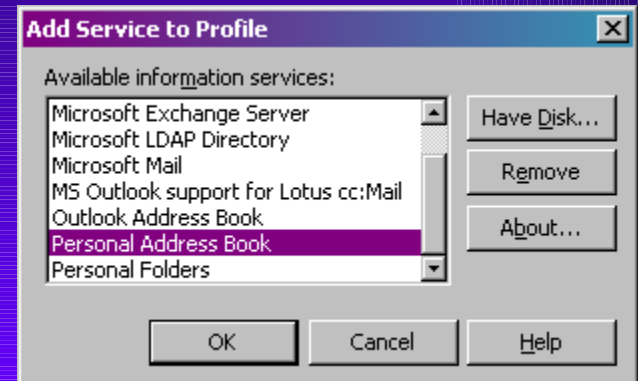 Add Service to Profile
Available information services:
Microsoft Exchange Server
Microsoft LDAP Directory
Microsoft Mail
MS Outlook support for Lotus cc:Mail
Outlook Address Book
Personal Address Book
Personal Folders
Have Disk...
Remove
About...
OK
Cancel
Help